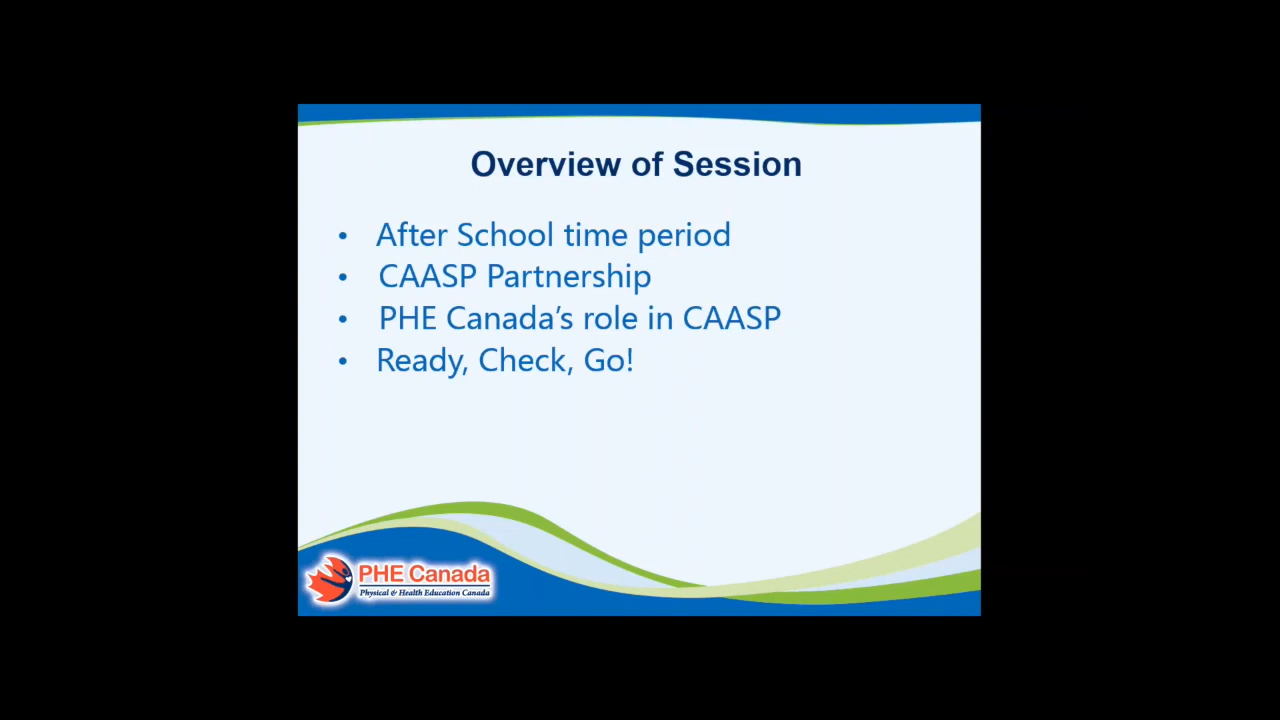 Overview of Session
• After School time period
• CAASP Partnership
• PHE Canada’s role in CAASP
• Ready, Check, Go!
PHE Canada
Physical & Health Education Canada